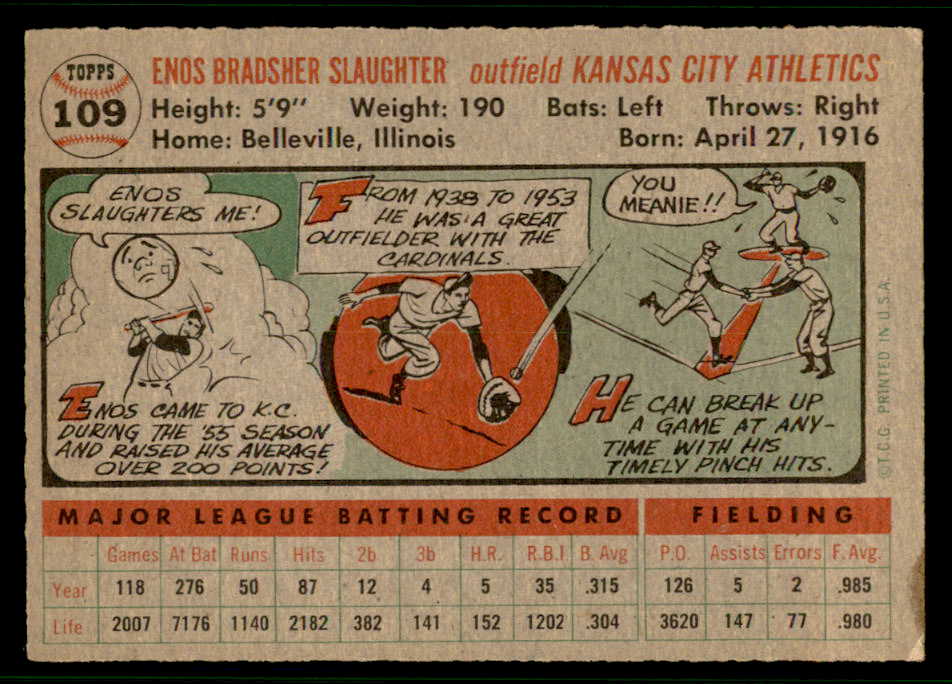 TOPPS
109
ENOS BRADSHER SLAUGHTER outfield KANSAS CITY ATHLETICS
Height: 5'9" Weight: 190 Bats: Left Throws: Right
Home: Belleville, Illinois Born: April 27, 1916
ENOS
SLAUGHTERS ME!
FROM 1938 TO 1953
HE WAS A GREAT
OUTFIELDER WITH THE
CARDINALS.
YOU
MEANIE!!
ENOS CAME TO K.C.
DURING THE '55 SEASON
AND RAISED HIS AVERAGE
OVER 200 POINTS!
HE CAN BREAK UP
A GAME AT ANY-
TIME WITH HIS
TIMELY PINCH HITS.
©T.C.G. PRINTED IN U.S.A.
MAJOR LEAGUE BATTING RECORD FIELDING
Games At Bat Runs Hits 2b 3b H.R. R.B.I B. Avg P.O. Assists Errors F. Avg.
Year 118 276 50 87 12 4 5 35 .315 126 5 2 .985
Life 2007 7176 1140 2182 382 141 152 1202 .304 3620 147 77 .980